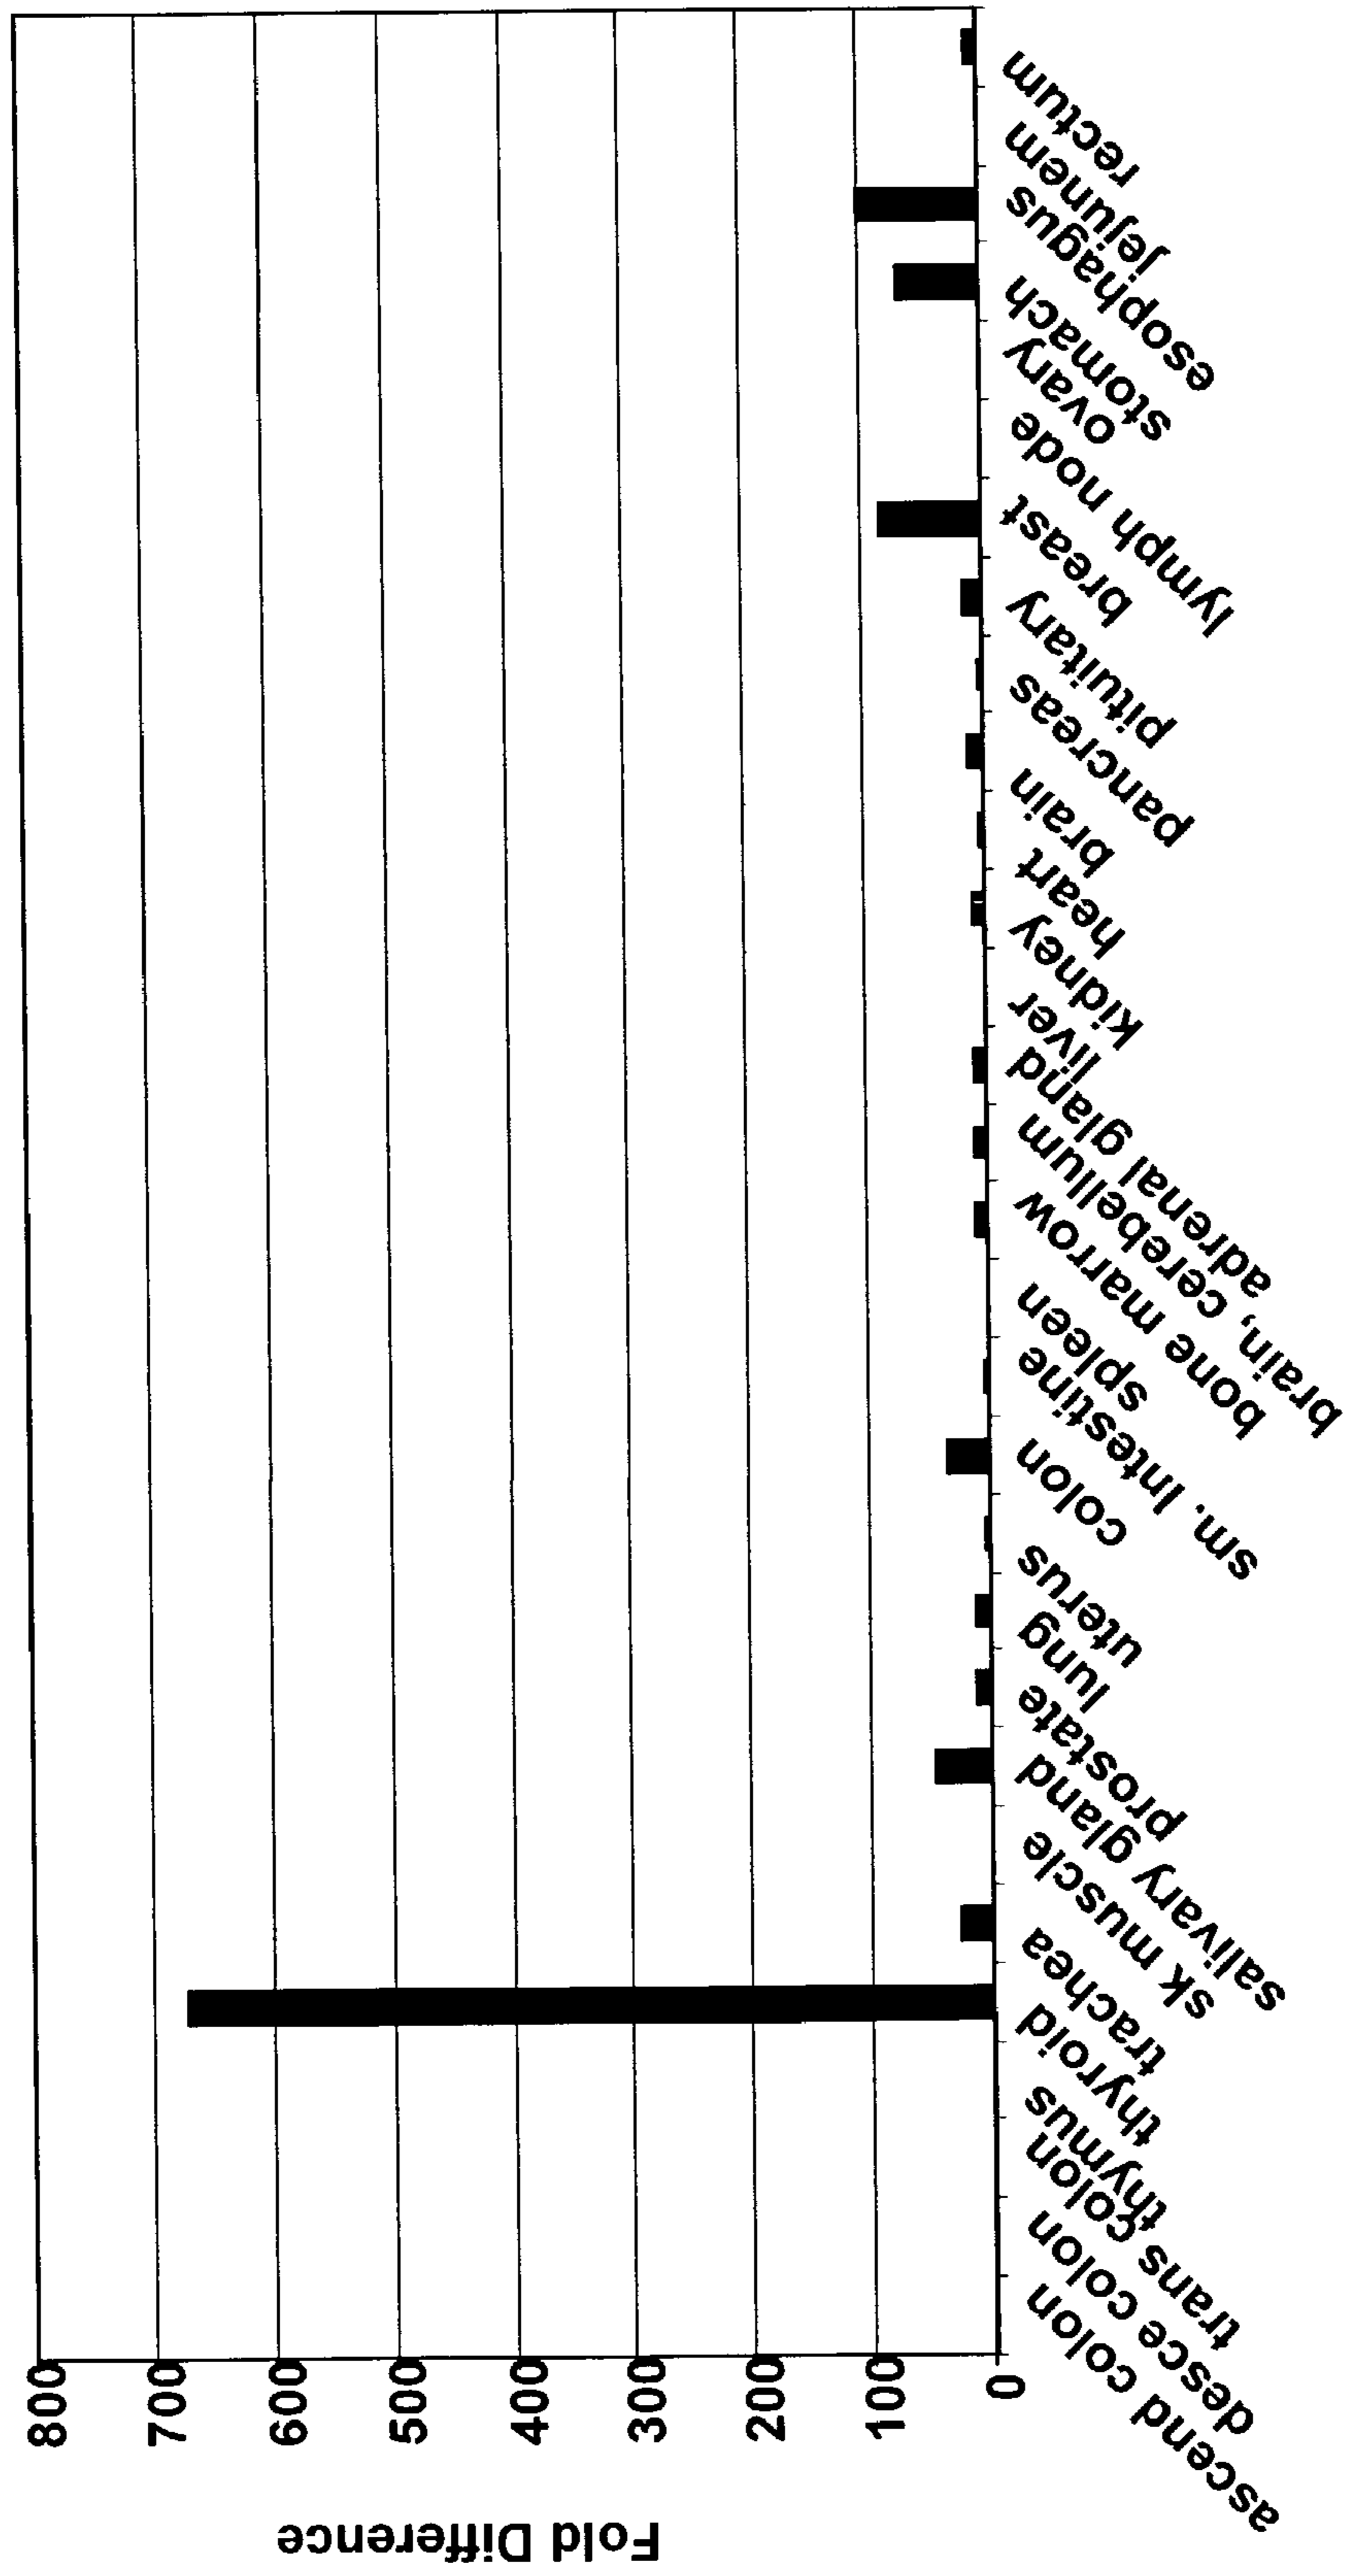 Fold Difference
800
700
600
500
400
300
200
100
0
ascend colon
desce colon
trans colon
thymus
thyroid
trachea
sk muscle
salivary gland
prostate
lung
uterus
colon
sm. Intestine
spleen
bone marrow
brain, cerebellum
adrenal gland
liver
kidney
heart
brain
pancreas
pituitary
breast
lymph node
ovary
stomach
esophagus
jejunem
rectum